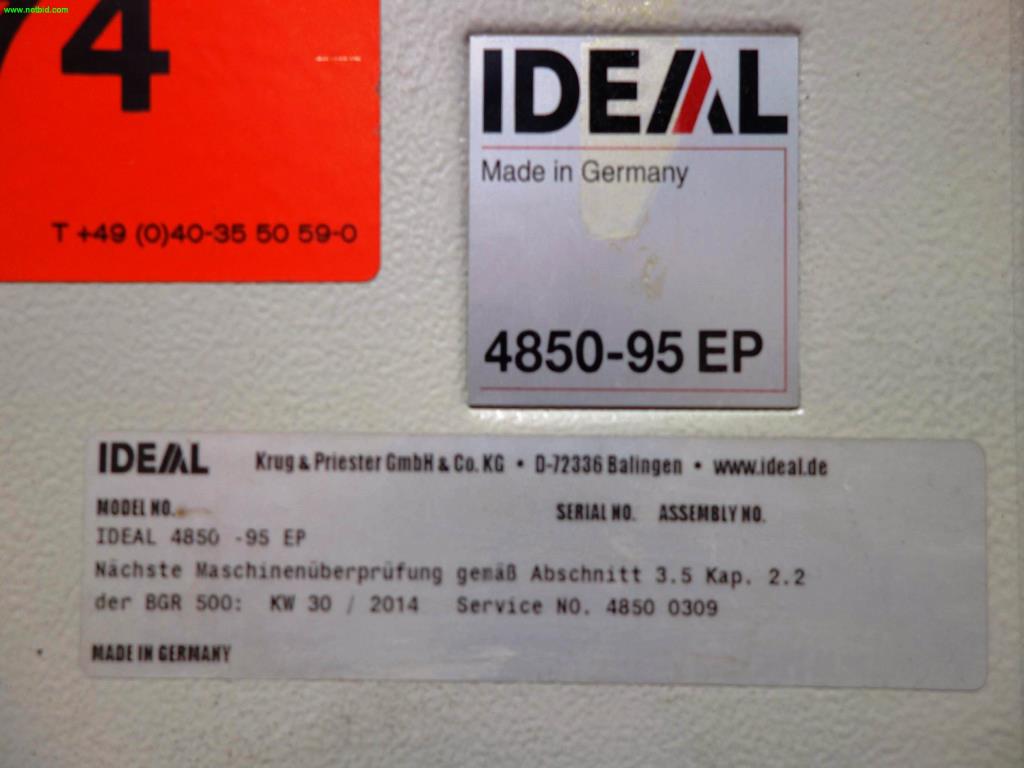 www.netbid.com
74
T +49 (0)40-35 50 59-0
IDEAL
Made in Germany
4850-95 EP
IDEAL Krug & Priester GmbH & Co. KG • D-72336 Balingen • www.ideal.de
MODEL NO. SERIAL NO. ASSEMBLY NO.
IDEAL 4850 -95 EP
Nächste Maschinenüberprüfung gemäß Abschnitt 3.5 Kap. 2.2
der BGR 500: KW 30 / 2014 Service NO. 4850 0309
MADE IN GERMANY